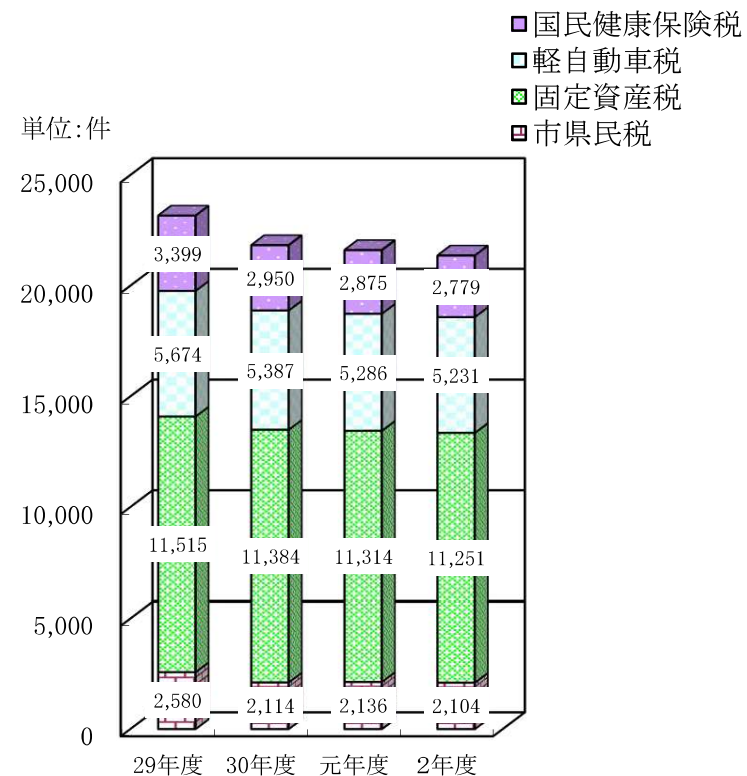 国民健康保険税
軽自動車税
固定資産税
市県民税
単位:件
25,000
20,000
15,000
10,000
5,000
0
3,399
2,950
2,875
2,779
5,674
5,387
5,286
5,231
11,515
11,384
11,314
11,251
2,580
2,114
2,136
2,104
29年度
30年度
元年度
2年度